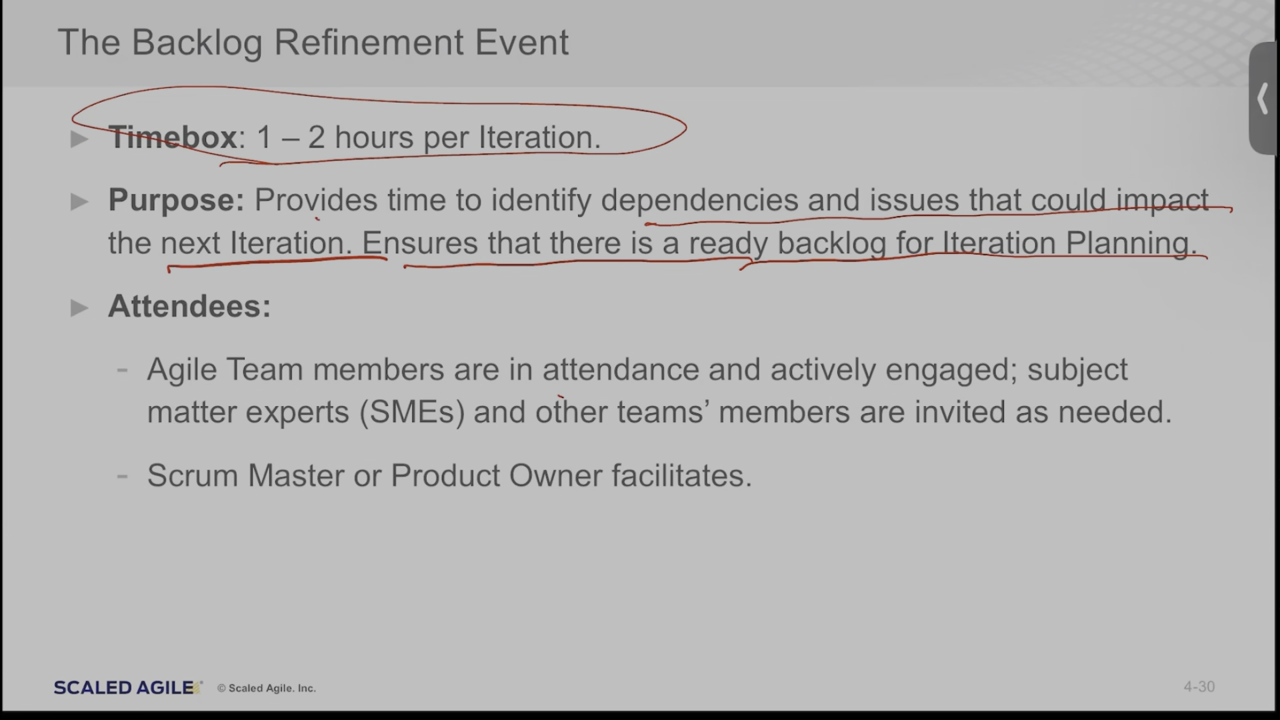 The Backlog Refinement Event
► Timebox: 1 – 2 hours per Iteration.
► Purpose: Provides time to identify dependencies and issues that could impact
the next Iteration. Ensures that there is a ready backlog for Iteration Planning.
► Attendees:
- Agile Team members are in attendance and actively engaged; subject
matter experts (SMEs) and other teams’ members are invited as needed.
- Scrum Master or Product Owner facilitates.
SCALED AGILE © Scaled Agile. Inc.
4-30